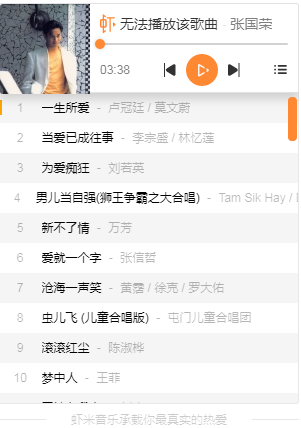 虾 无法播放该歌曲 - 张国荣
03:38
1 一生所爱 - 卢冠廷 / 莫文蔚
2 当爱已成往事 - 李宗盛 / 林忆莲
3 为爱痴狂 - 刘若英
4 男儿当自强(狮王争霸之大合唱) - Tam Sik Hay /
5 新不了情 - 万芳
6 爱就一个字 - 张信哲
7 沧海一声笑 - 黄霑 / 徐克 / 罗大佑
8 虫儿飞 (儿童合唱版) - 屯门儿童合唱团
9 滚滚红尘 - 陈淑桦
10 梦中人 - 王菲
虾米音乐承载你最真实的热爱